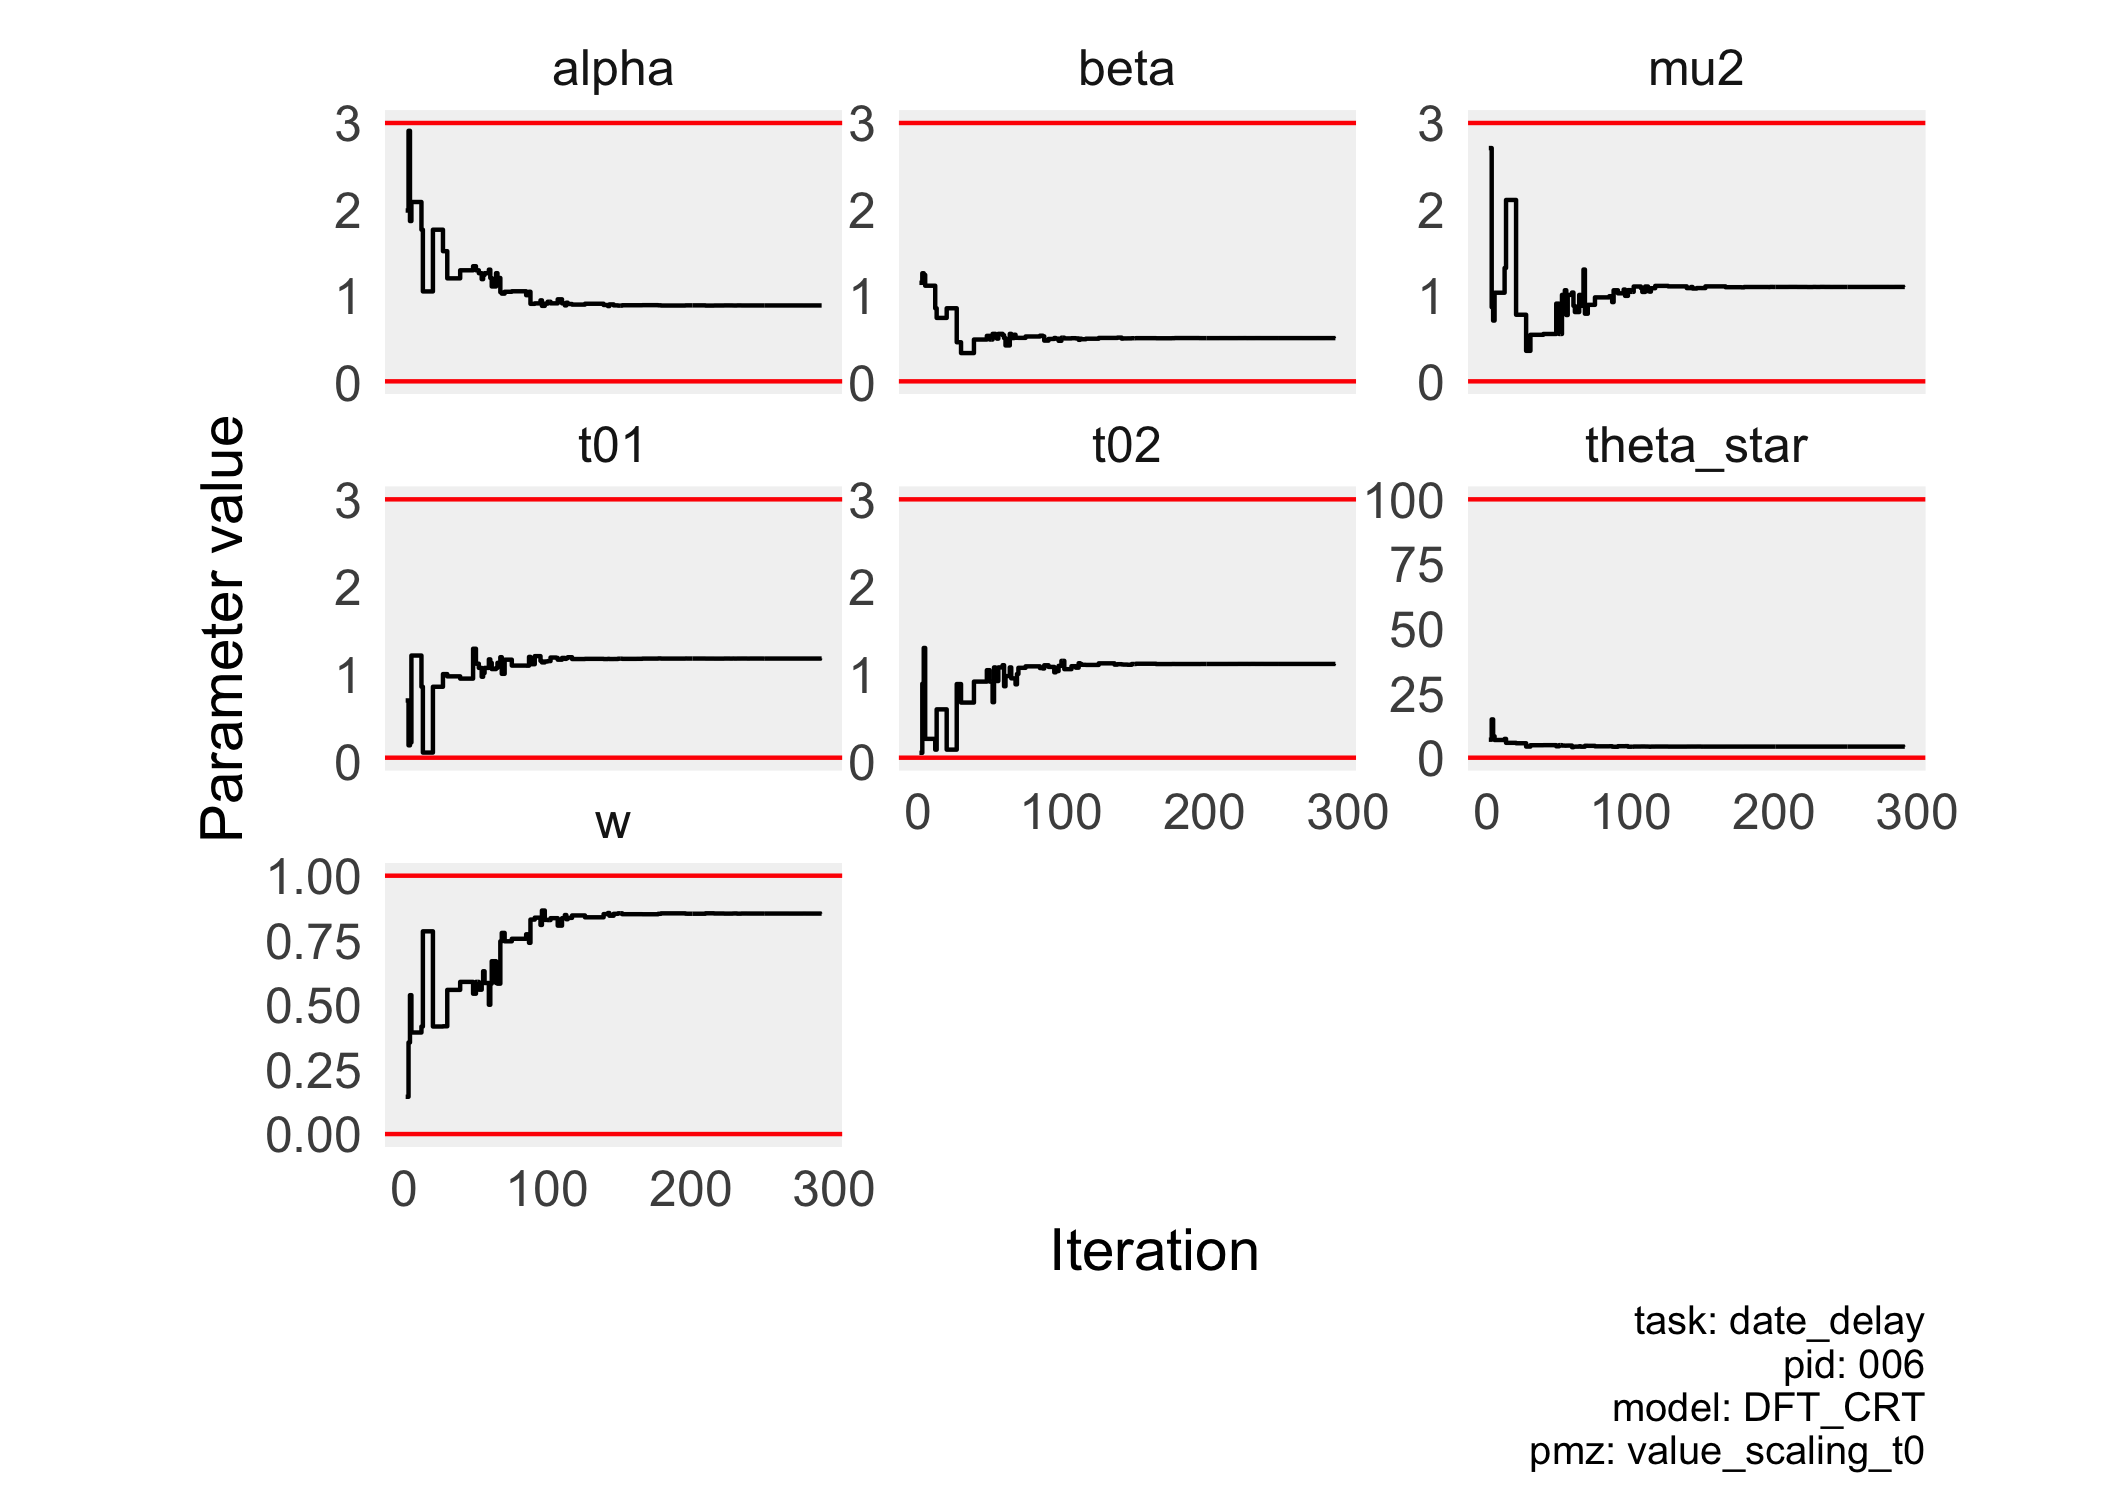 alpha
beta
mu2
3
2
1
0
3
2
1
0
3
2
1
0
t01
t02
theta_star
3
2
1
0
3
2
1
0
100
75
50
25
0
0 100 200 300
0 100 200 300
w
1.00
0.75
0.50
0.25
0.00
0 100 200 300
Parameter value
Iteration
task: date_delay
pid: 006
model: DFT_CRT
pmz: value_scaling_t0